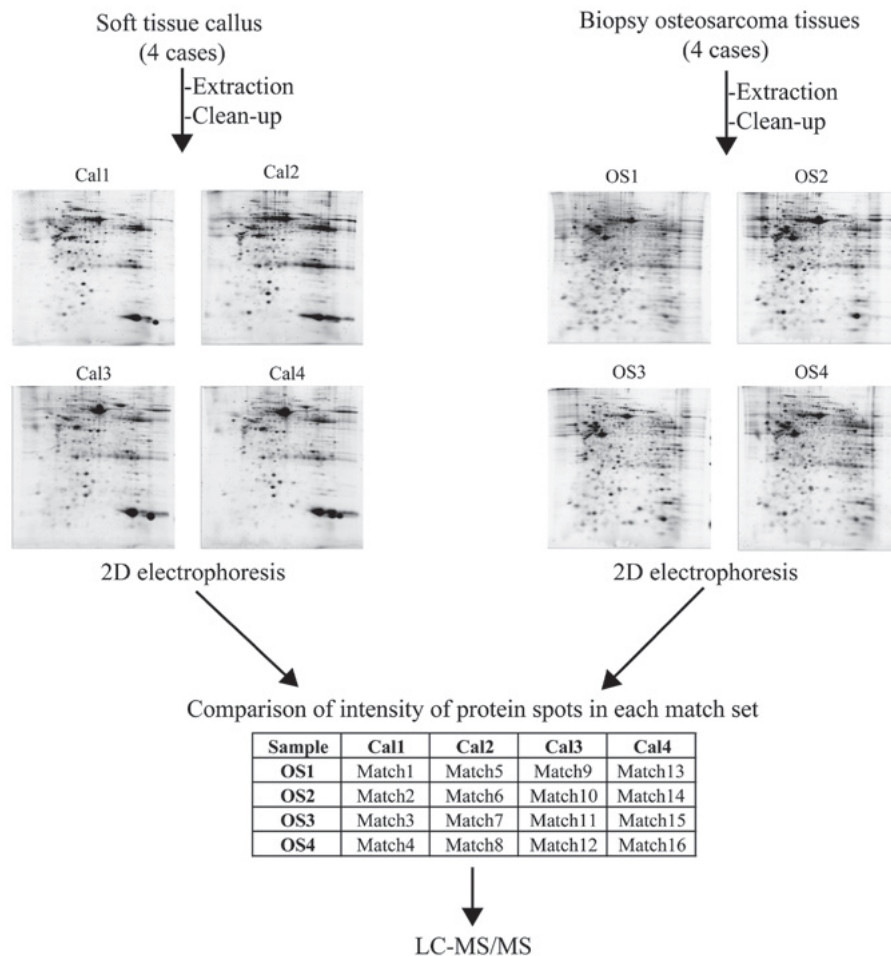 Soft tissue callus
(4 cases)
-Extraction
-Clean-up
Cal1
Cal2
Cal3
Cal4
2D electrophoresis
Biopsy osteosarcoma tissues
(4 cases)
-Extraction
-Clean-up
OS1
OS2
OS3
OS4
2D electrophoresis
Comparison of intensity of protein spots in each match set
Sample Cal1 Cal2 Cal3 Cal4
OS1 Match1 Match5 Match9 Match13
OS2 Match2 Match6 Match10 Match14
OS3 Match3 Match7 Match11 Match15
OS4 Match4 Match8 Match12 Match16
LC-MS/MS